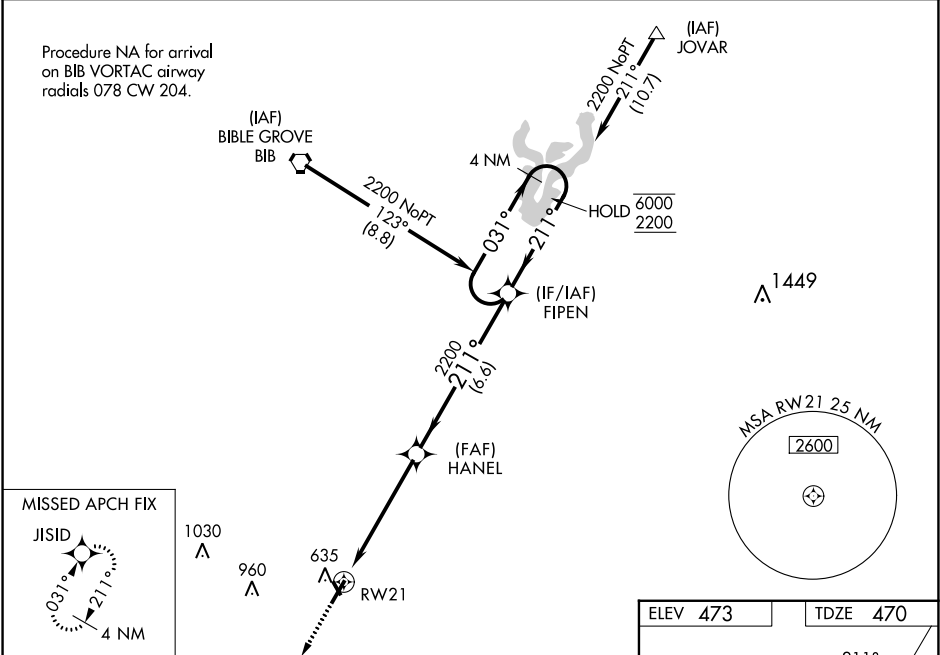 Procedure NA for arrival
on BIB VORTAC airway
radials 078 CW 204.
(IAF)
JOVAR
2200 NoPT
211°
(10.7)
(IAF)
BIBLE GROVE
BIB
2200 NoPT
123°
(8.8)
4 NM
031°
211°
HOLD 6000
2200
(IF/IAF)
FIPEN
1449
2200
211°
(6.6)
(FAF)
HANEL
MSA RW21 25 NM
2600
MISSED APCH FIX
JISID
031°
211°
4 NM
1030
960
635
RW21
ELEV 473
TDZE 470